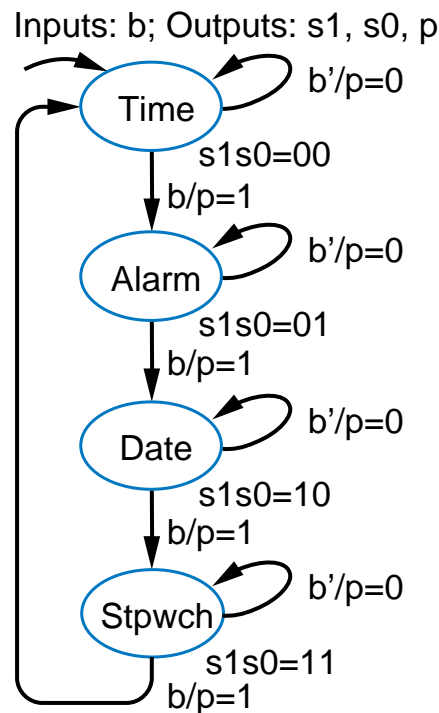 Inputs: b; Outputs: s1, s0, p
b'/p=0
Time
s1s0=00
b/p=1
b'/p=0
Alarm
s1s0=01
b/p=1
b'/p=0
Date
s1s0=10
b/p=1
b'/p=0
Stpwch
s1s0=11
b/p=1